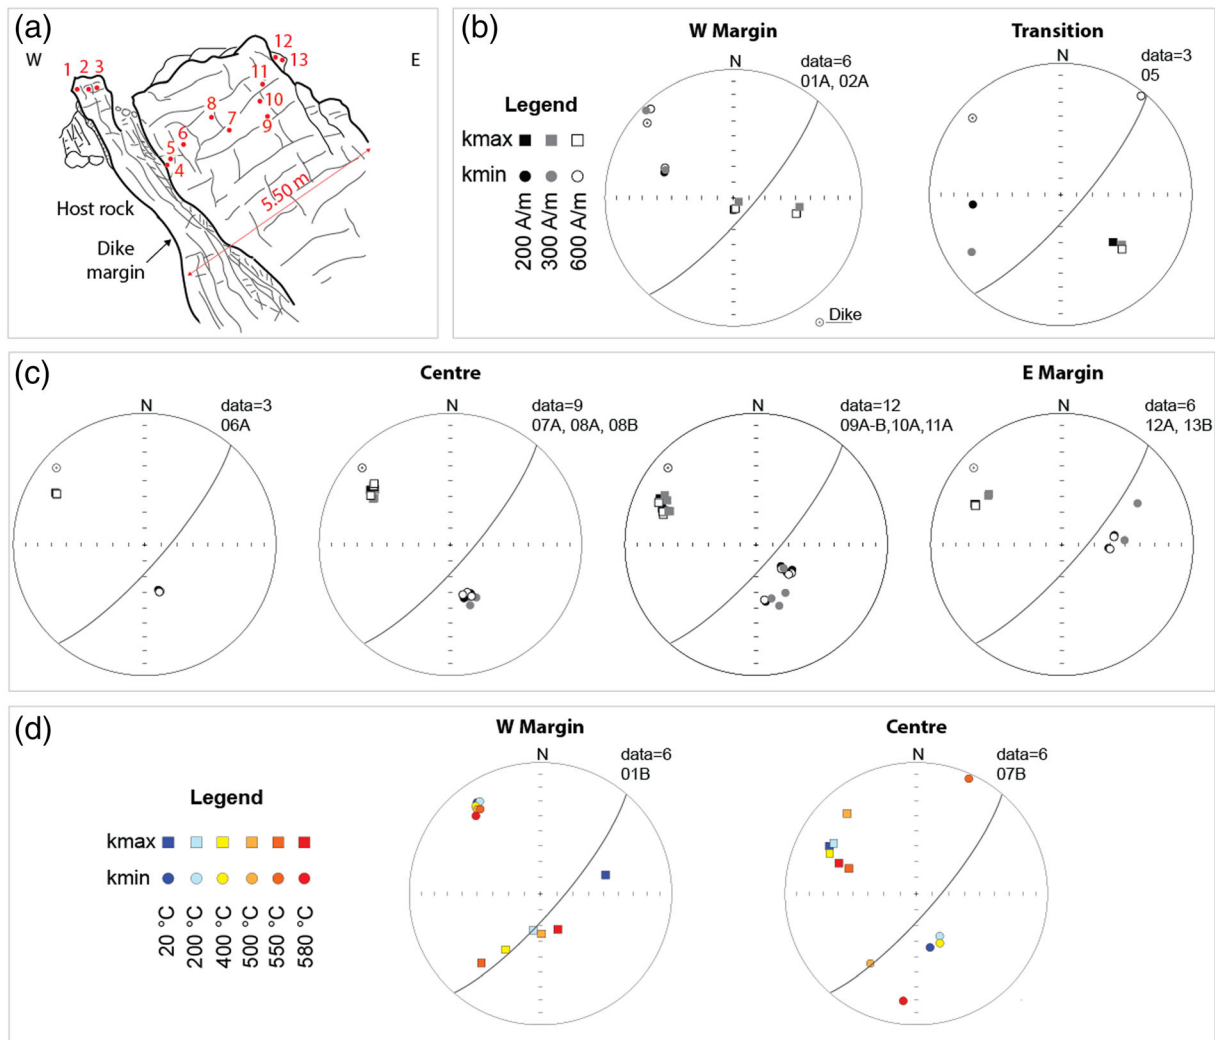 (a)
W
E
1
2
3
4
5
6
7
8
9
10
11
12
13
5.50 m
Host rock
Dike
margin
(b)
W Margin
Transition
N
data=6
01A, 02A
N
data=3
05
Legend
kmax
kmin
200 A/m
300 A/m
600 A/m
Dike
(c)
Centre
E Margin
N
data=3
06A
N
data=9
07A, 08A, 08B
N
data=12
09A-B,10A,11A
N
data=6
12A, 13B
(d)
W Margin
Centre
N
data=6
01B
N
data=6
07B
Legend
kmax
kmin
20 °C
200 °C
400 °C
500 °C
550 °C
580 °C